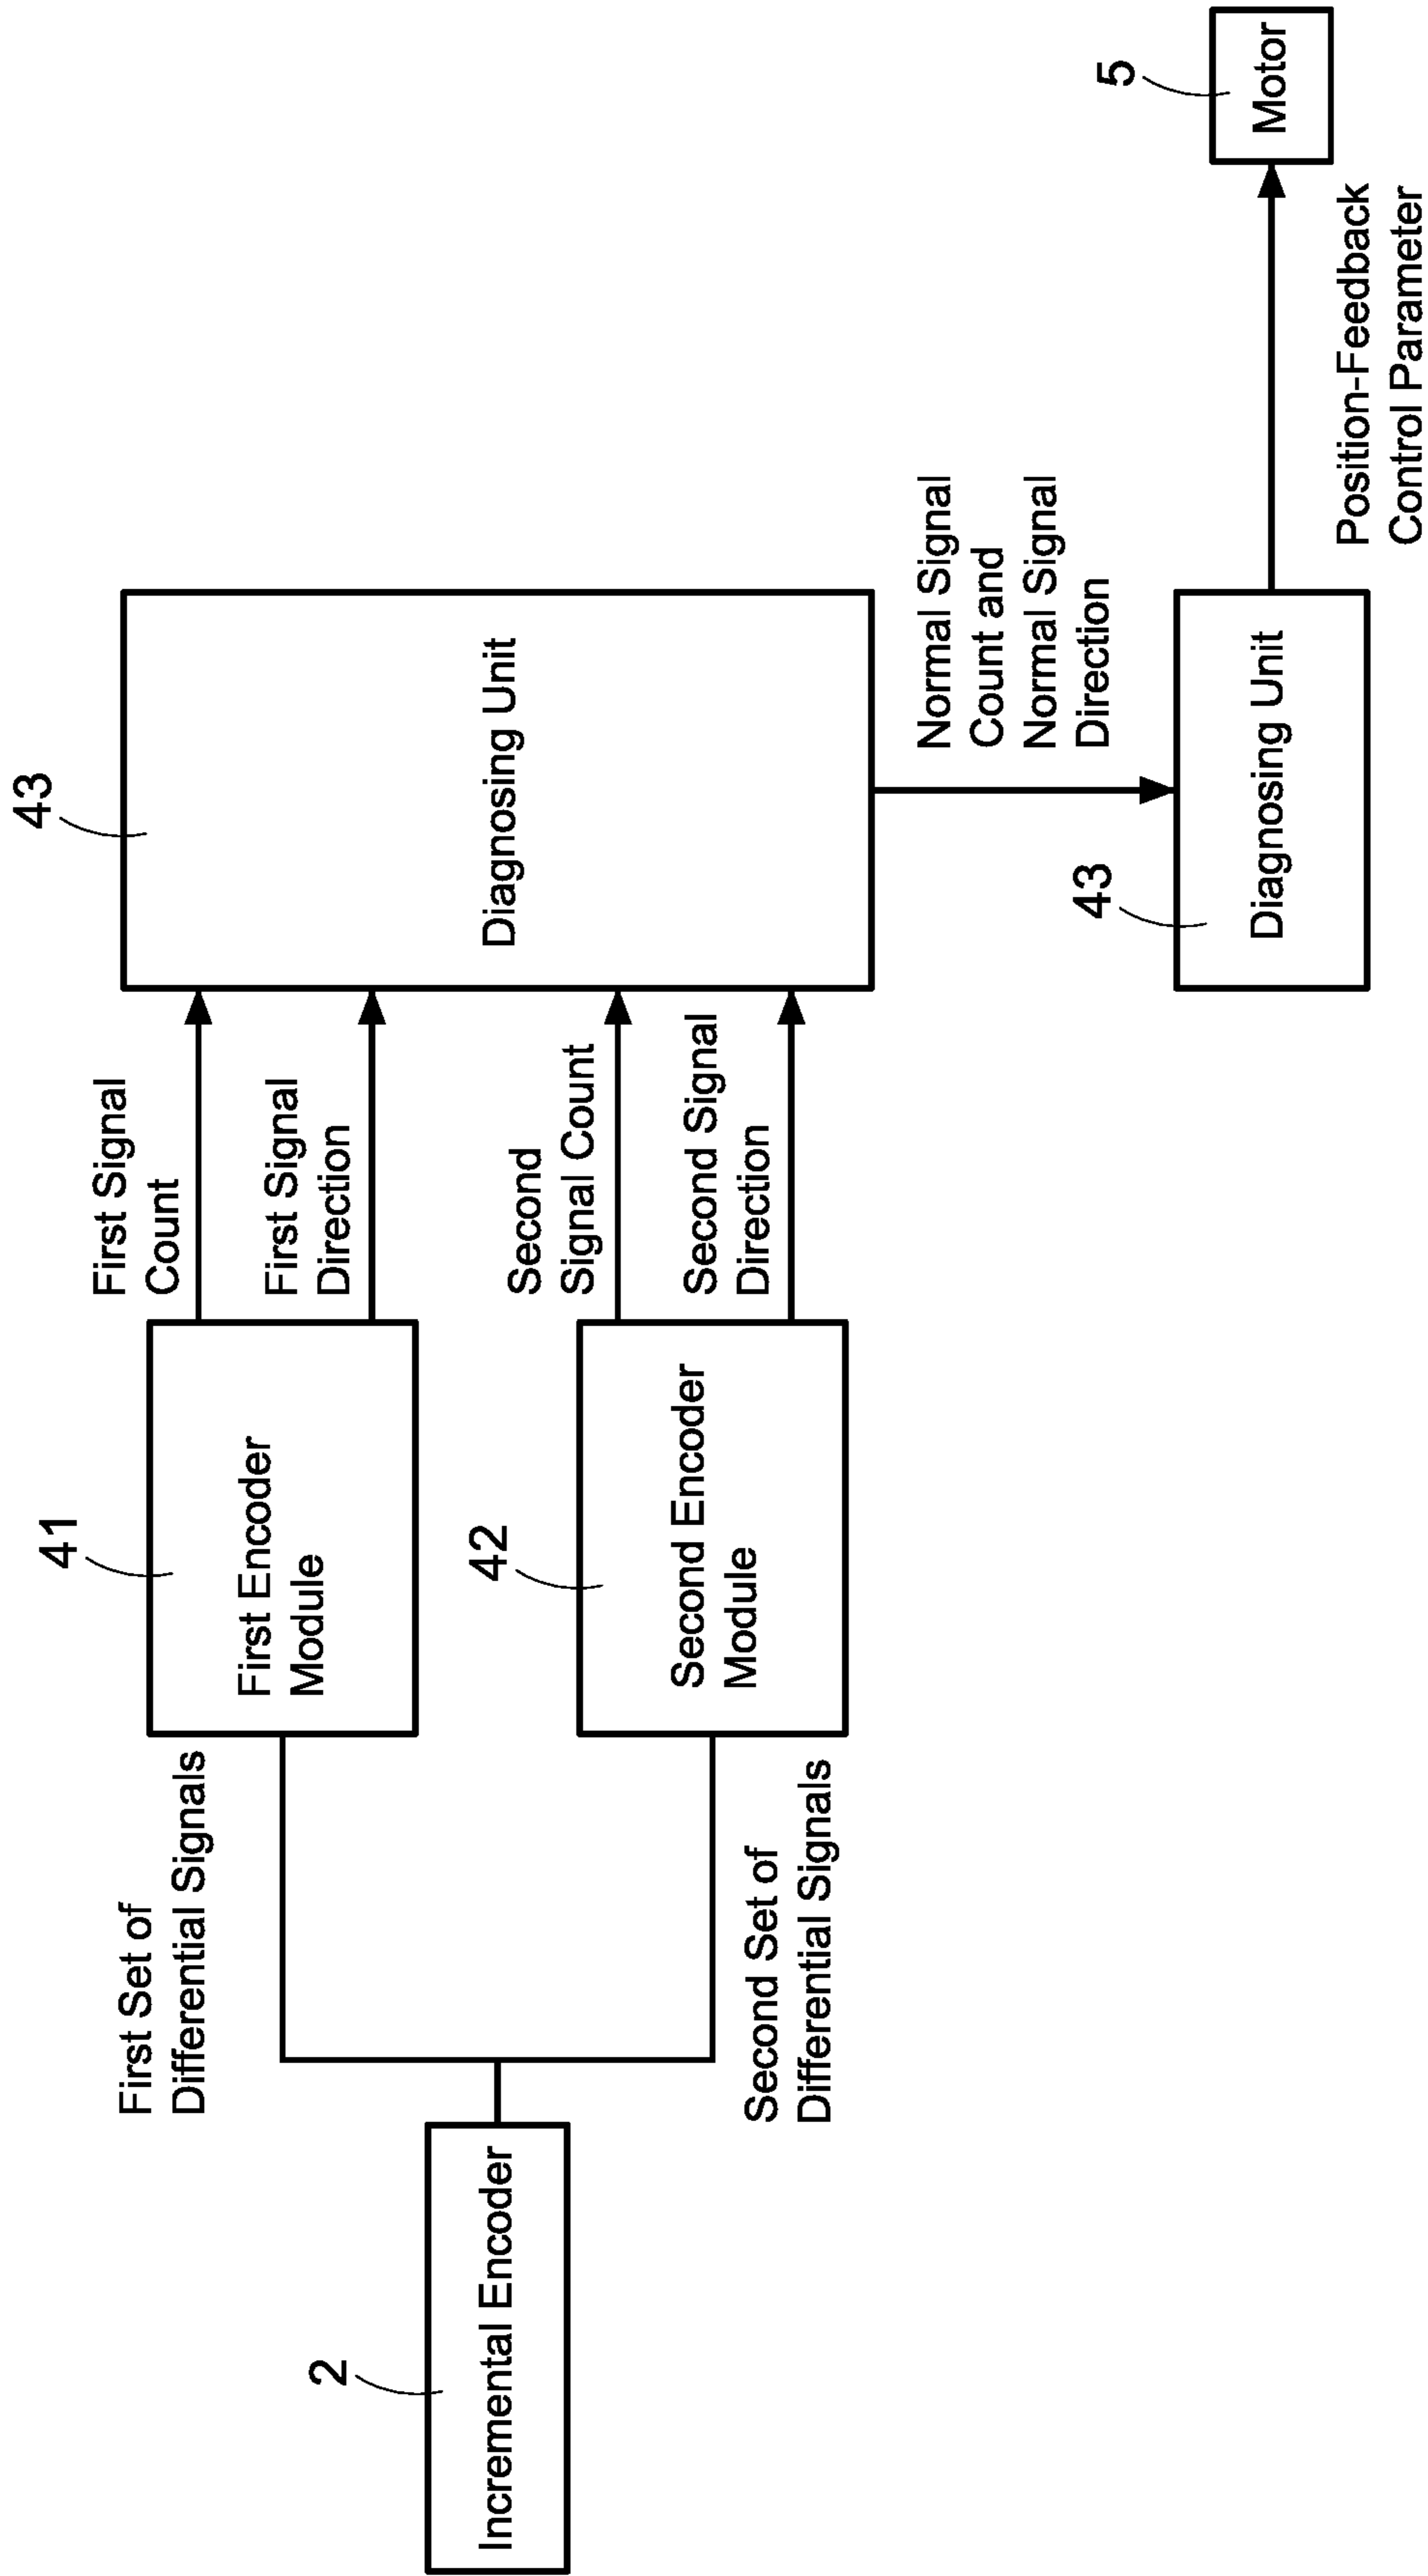 2
Incremental Encoder
First Set of
Differential Signals
Second Set of
Differential Signals
41
First Encoder
Module
42
Second Encoder
Module
First Signal
Count
First Signal
Direction
Second
Signal Count
Second Signal
Direction
43
Diagnosing Unit
Normal Signal
Count and
Normal Signal
Direction
43
Diagnosing Unit
Position-Feedback
Control Parameter
5
Motor